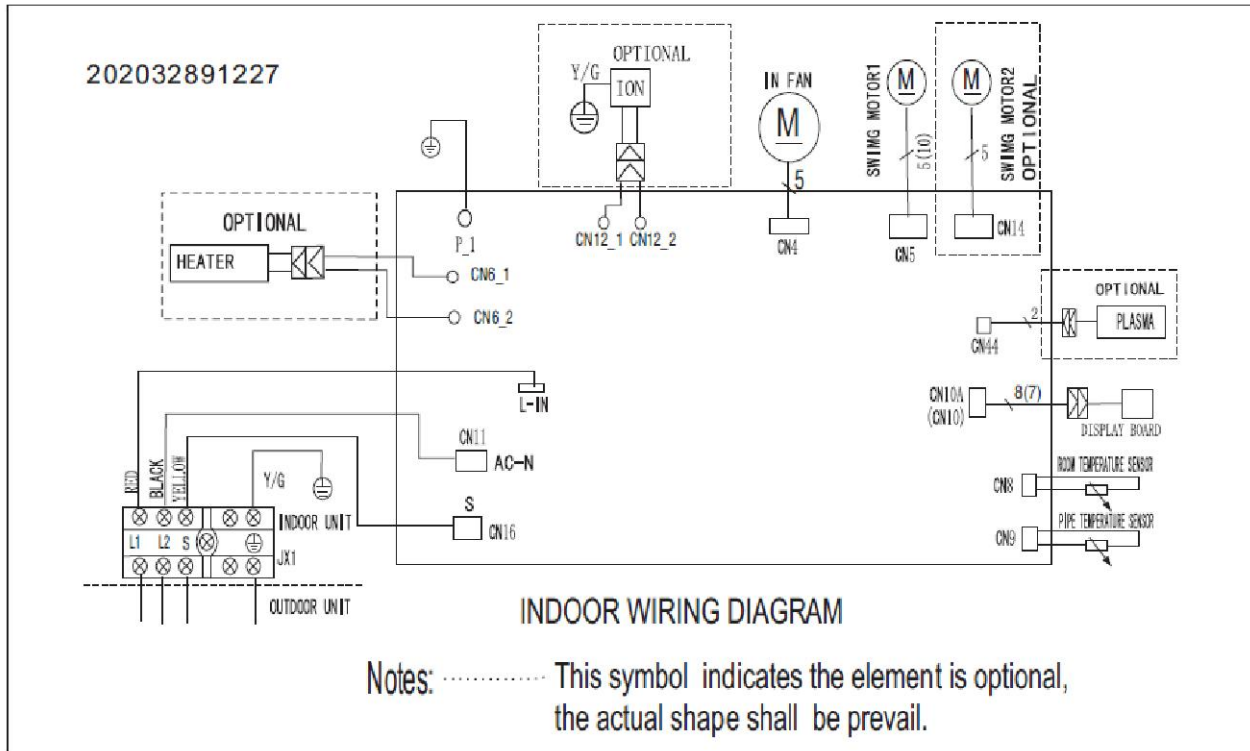 202032891227
OPTIONAL
Y/G
ION
IN FAN
M
5
SWIMG MOTOR1
M
5(10)
SWIMG MOTOR2
OPTIONAL
M
5
OPTIONAL
HEATER
P_1
CN6_1
CN6_2
CN12_1 CN12_2
CN4
CN5
CN14
OPTIONAL
PLASMA
2
CN44
L-IN
CN10A
(CN10)
8(7)
DISPLAY BOARD
CN11
AC-N
ROOM TEMPERATURE SENSOR
CN8
PIPE TEMPERATURE SENSOR
CN9
S
CN16
RED
BLACK
YELLOW
Y/G
INDOOR UNIT
L1 L2 S
JX1
OUTDOOR UNIT
INDOOR WIRING DIAGRAM
Notes: ·············· This symbol indicates the element is optional,
the actual shape shall be prevail.